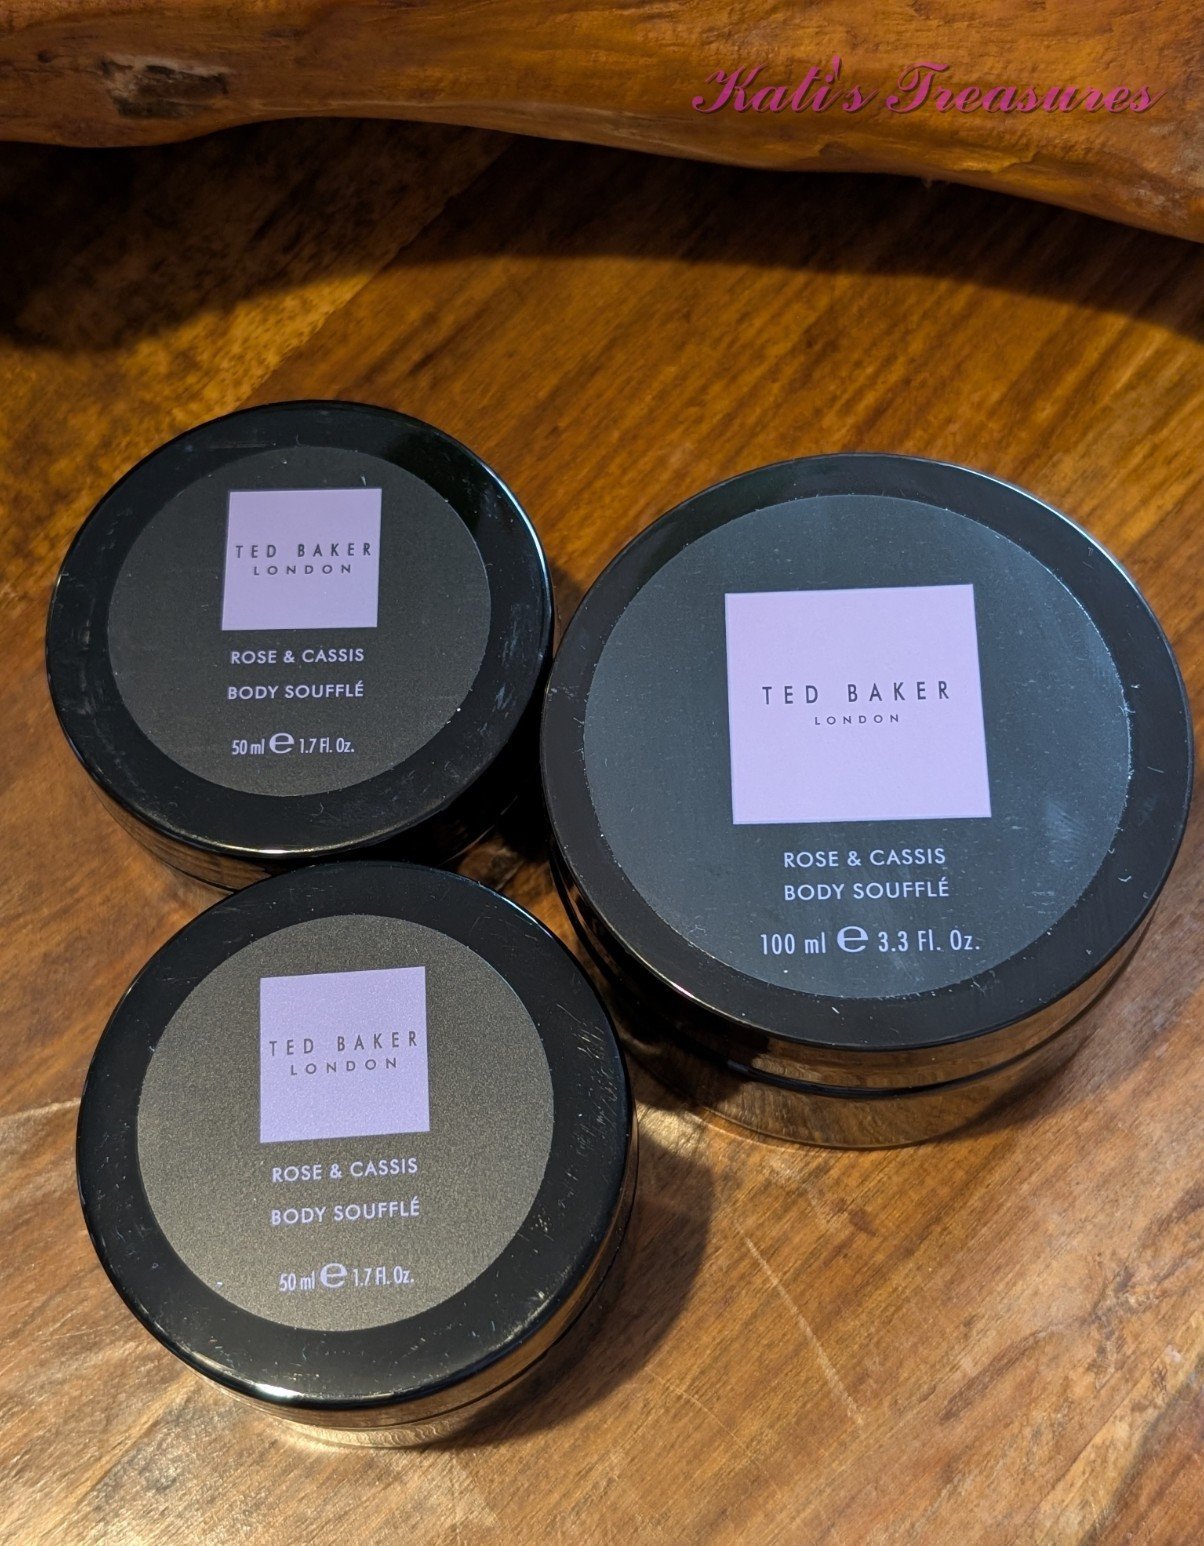 Kati's Treasures
TED BAKER
LONDON
ROSE & CASSIS
BODY SOUFFLÉ
50 ml e 1.7 Fl. Oz.
TED BAKER
LONDON
ROSE & CASSIS
BODY SOUFFLÉ
100 ml e 3.3 Fl. Oz.
TED BAKER
LONDON
ROSE & CASSIS
BODY SOUFFLÉ
50 ml e 1.7 Fl. Oz.